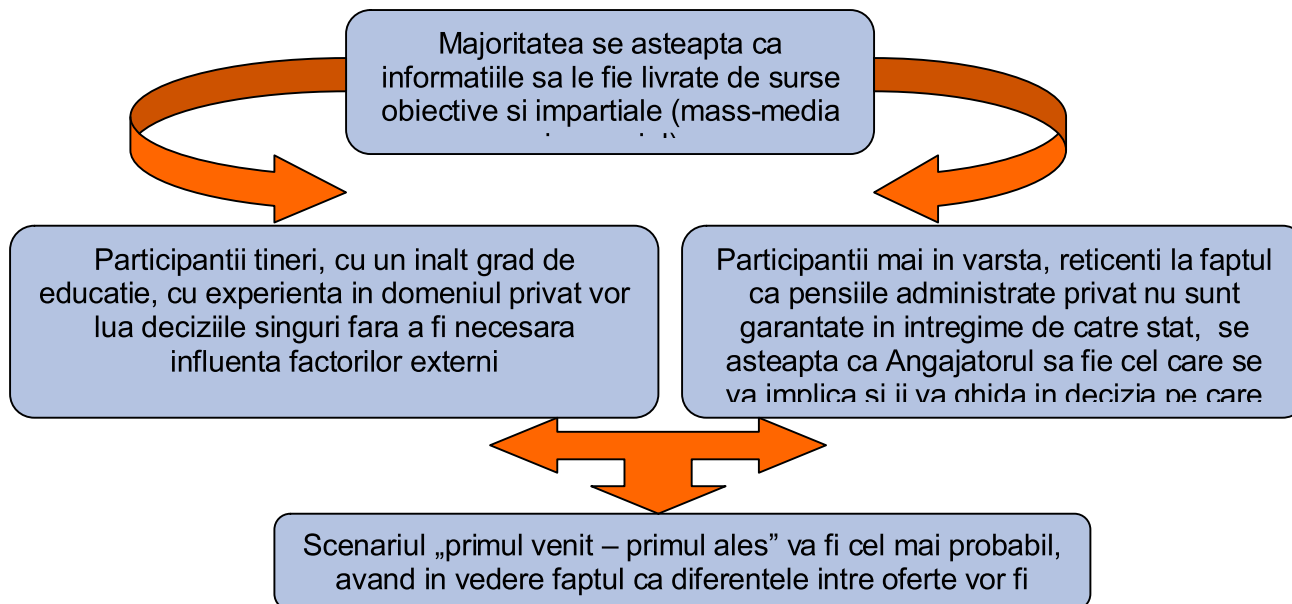 Majoritatea se asteapta ca
informatiile sa le fie livrate de surse
obiective si impartiale (mass-media
Participantii tineri, cu un inalt grad de
educatie, cu experienta in domeniul privat vor
lua deciziile singuri fara a fi necesara
influenta factorilor externi
Participantii mai in varsta, reticenti la faptul
ca pensiile administrate privat nu sunt
garantate in intregime de catre stat, se
asteapta ca Angajatorul sa fie cel care se
va implica si ii va ghida in decizia pe care
Scenariul „primul venit – primul ales” va fi cel mai probabil,
avand in vedere faptul ca diferentele intre oferte vor fi